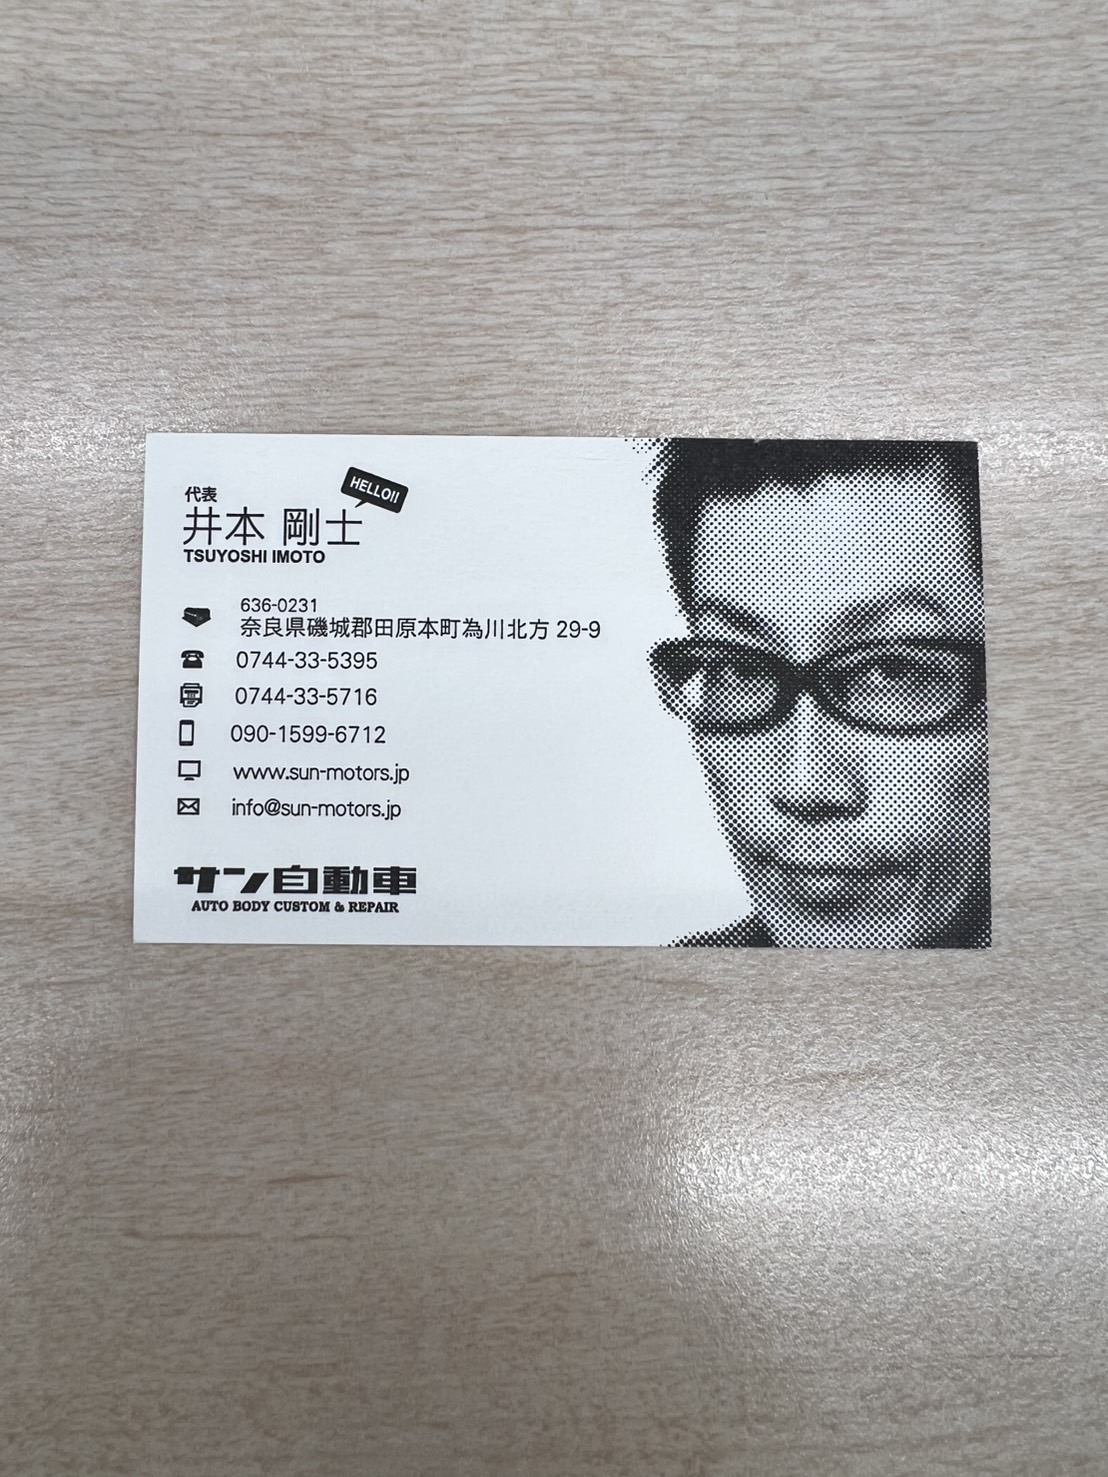 代表
HELLO!!
井本 剛士
TSUYOSHI IMOTO
636-0231
奈良県磯城郡田原本町為川北方 29-9
0744-33-5395
0744-33-5716
090-1599-6712
www.sun-motors.jp
info@sun-motors.jp
サン自動車
AUTO BODY CUSTOM & REPAIR